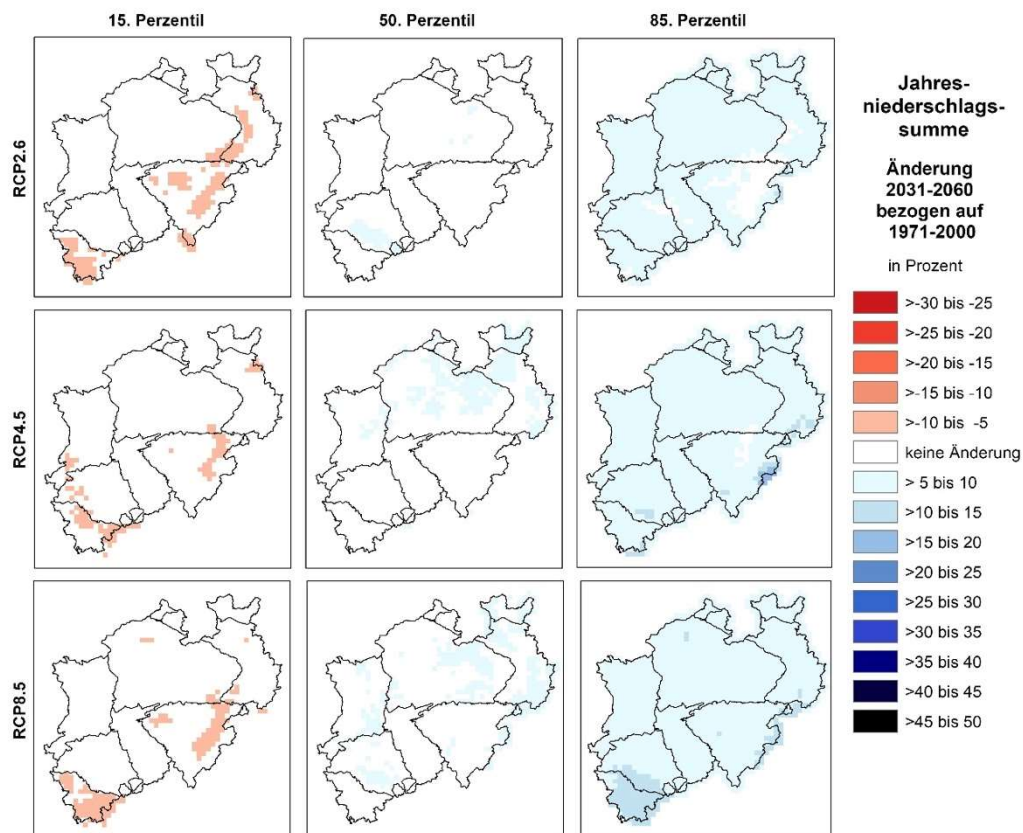 15. Perzentil
50. Perzentil
85. Perzentil
RCP2.6
RCP4.5
RCP8.5
Jahres-
niederschlags-
summe
Änderung
2031-2060
bezogen auf
1971-2000
in Prozent
>-30 bis -25
>-25 bis -20
>-20 bis -15
>-15 bis -10
>-10 bis -5
keine Änderung
> 5 bis 10
>10 bis 15
>15 bis 20
>20 bis 25
>25 bis 30
>30 bis 35
>35 bis 40
>40 bis 45
>45 bis 50